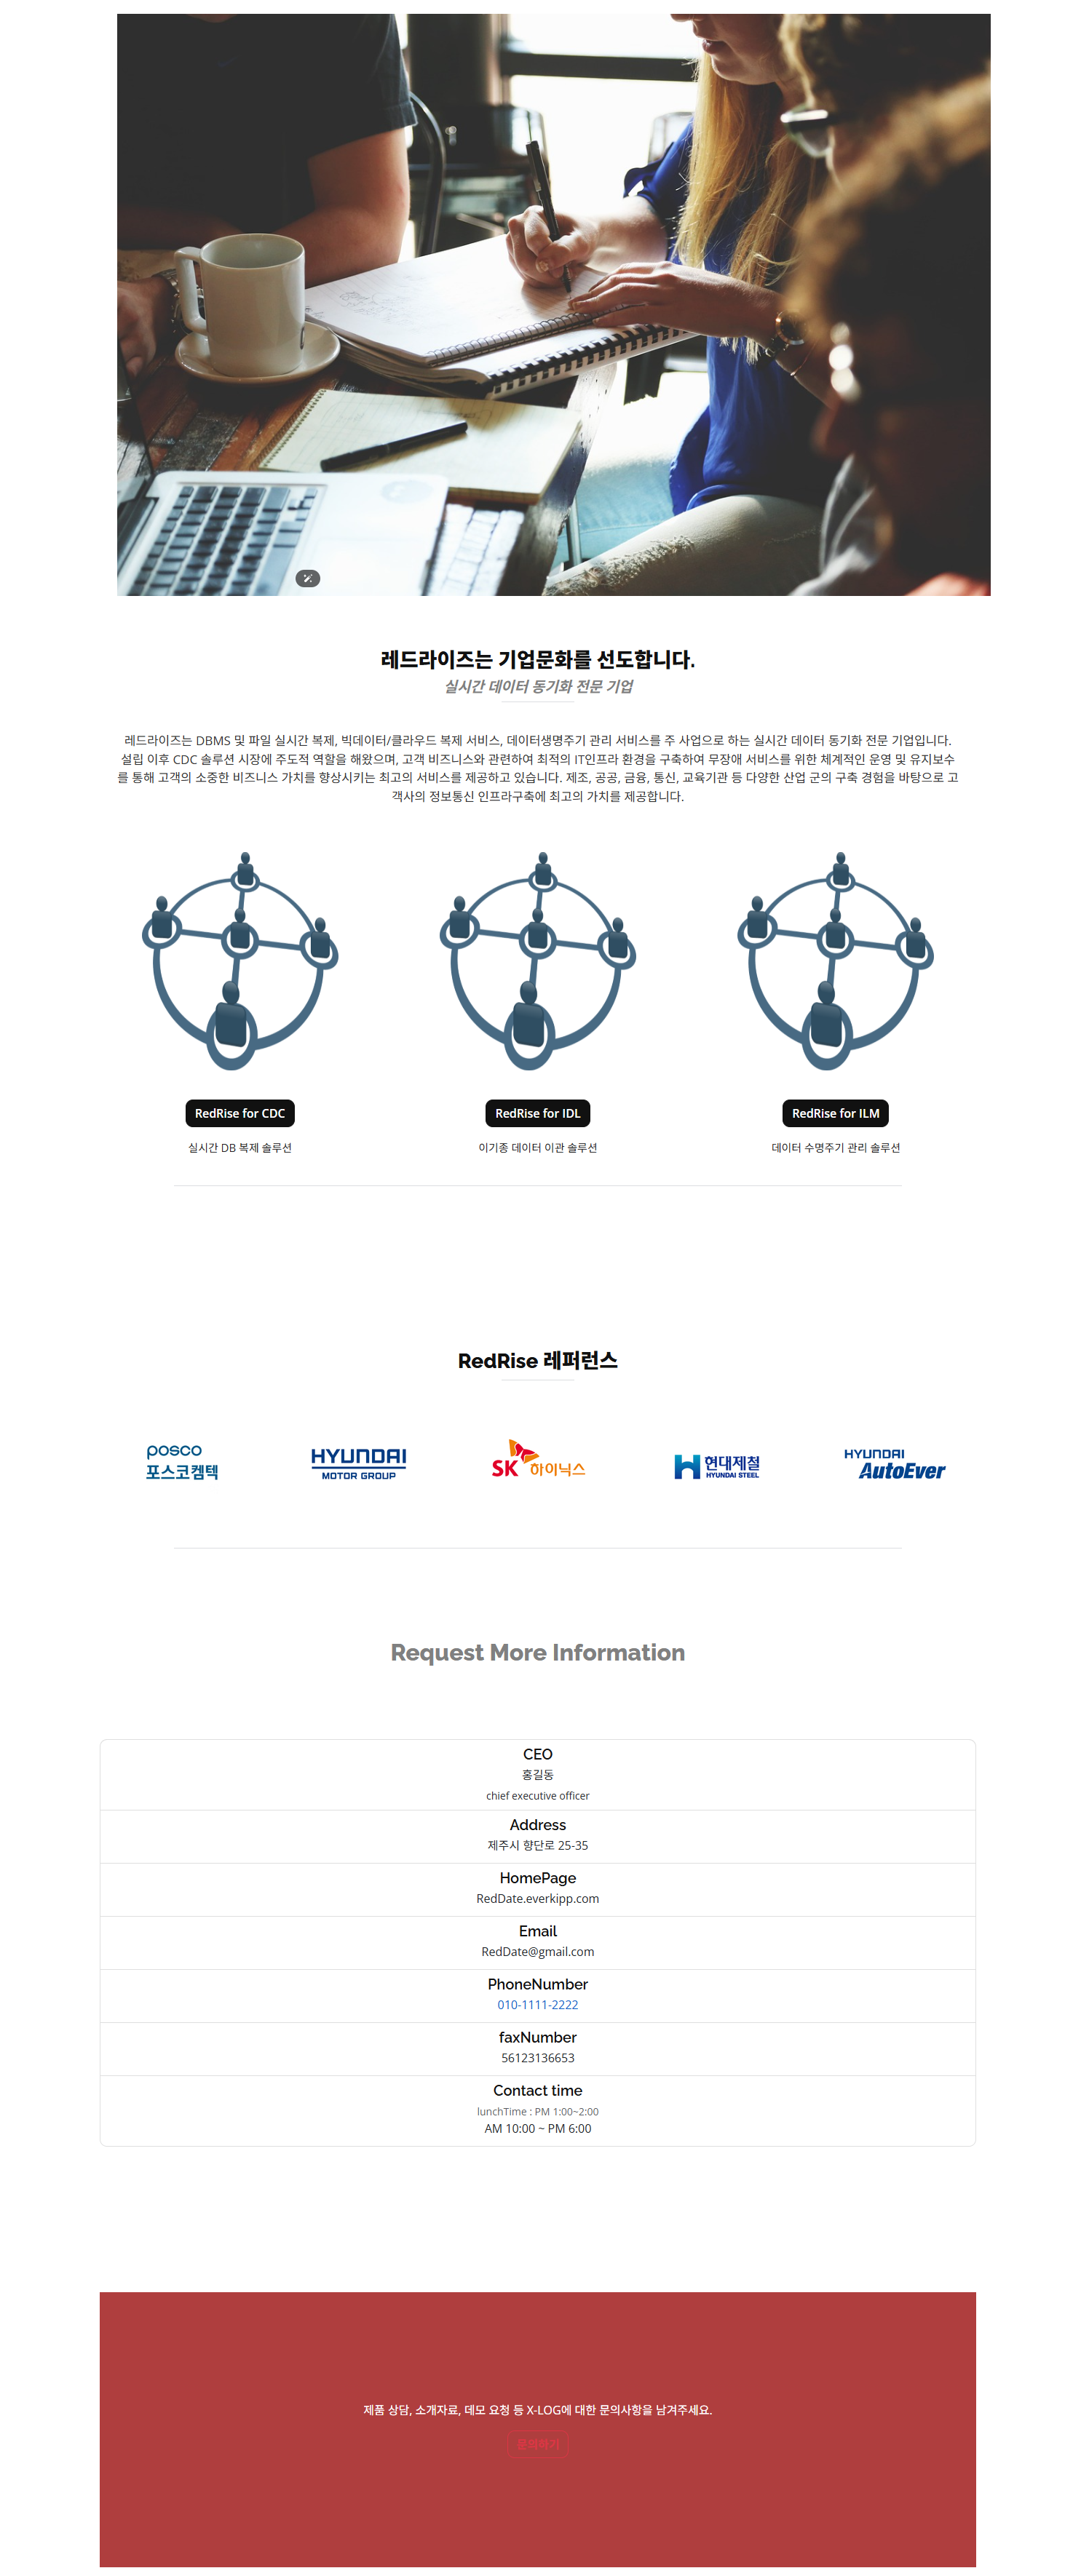 레드라이즈는 기업문화를 선도합니다.
실시간 데이터 동기화 전문 기업
레드라이즈는 DBMS 및 파일 실시간 복제, 빅데이터/클라우드 복제 서비스, 데이터생명주기 관리 서비스를 주 사업으로 하는 실시간 데이터 동기화 전문 기업입니다.
설립 이후 CDC 솔루션 시장에 주도적 역할을 해왔으며, 고객 비즈니스와 관련하여 최적의 IT인프라 환경을 구축하여 무장애 서비스를 위한 체계적인 운영 및 유지보수
를 통해 고객의 소중한 비즈니스 가치를 향상시키는 최고의 서비스를 제공하고 있습니다. 제조, 공공, 금융, 통신, 교육기관 등 다양한 산업 군의 구축 경험을 바탕으로 고
객사의 정보통신 인프라구축에 최고의 가치를 제공합니다.
RedRise for CDC
RedRise for IDL
RedRise for ILM
실시간 DB 복제 솔루션
이기종 데이터 이관 솔루션
데이터 수명주기 관리 솔루션
RedRise 레퍼런스
posco
포스코켐텍
HYUNDAI
MOTOR GROUP
SK 하이닉스
현대제철
HYUNDAI STEEL
HYUNDAI
AutoEver
Request More Information
CEO
홍길동
chief executive officer
Address
제주시 향단로 25-35
HomePage
RedDate.everkipp.com
Email
RedDate@gmail.com
PhoneNumber
010-1111-2222
faxNumber
56123136653
Contact time
lunchTime : PM 1:00~2:00
AM 10:00 ~ PM 6:00
제품 상담, 소개자료, 데모 요청 등 X-LOG에 대한 문의사항을 남겨주세요.
문의하기